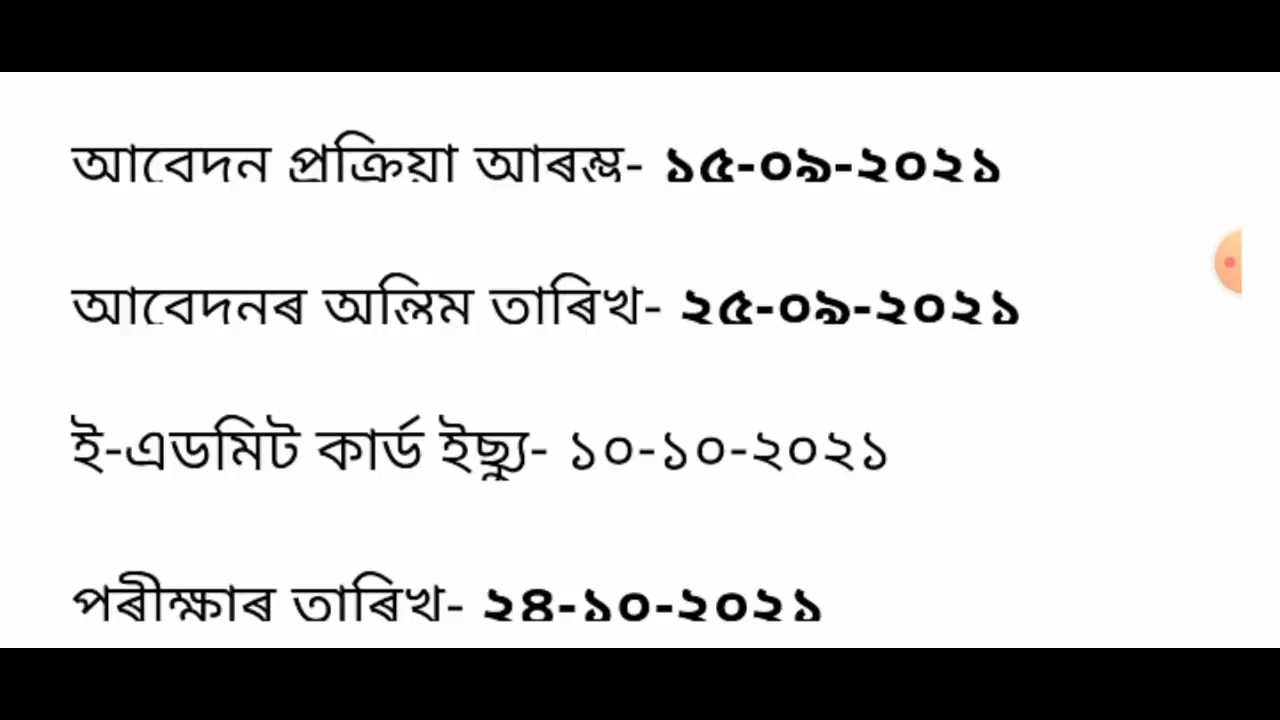 আবেদন প্ৰক্ৰিয়া আৰম্ভ- ১৫-০৯-২০২১
আবেদনৰ অন্তিম তাৰিখ- ২৫-০৯-২০২১
ই-এডমিট কাৰ্ড ইছ্যু- ১০-১০-২০২১
পৰীক্ষাৰ তাৰিখ- ২৪-১০-২০২১